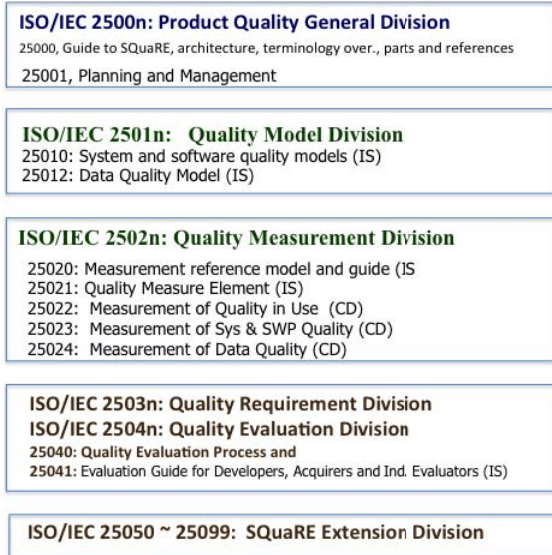 ISO/IEC 2500n: Product Quality General Division
25000, Guide to SQuaRE, architecture, terminology over., parts and references
25001, Planning and Management
ISO/IEC 2501n: Quality Model Division
25010: System and software quality models (IS)
25012: Data Quality Model (IS)
ISO/IEC 2502n: Quality Measurement Division
25020: Measurement reference model and guide (IS
25021: Quality Measure Element (IS)
25022: Measurement of Quality in Use (CD)
25023: Measurement of Sys & SWP Quality (CD)
25024: Measurement of Data Quality (CD)
ISO/IEC 2503n: Quality Requirement Division
ISO/IEC 2504n: Quality Evaluation Division
25040: Quality Evaluation Process and
25041: Evaluation Guide for Developers, Acquirers and Ind. Evaluators (IS)
ISO/IEC 25050 ~ 25099: SQuaRE Extension Division